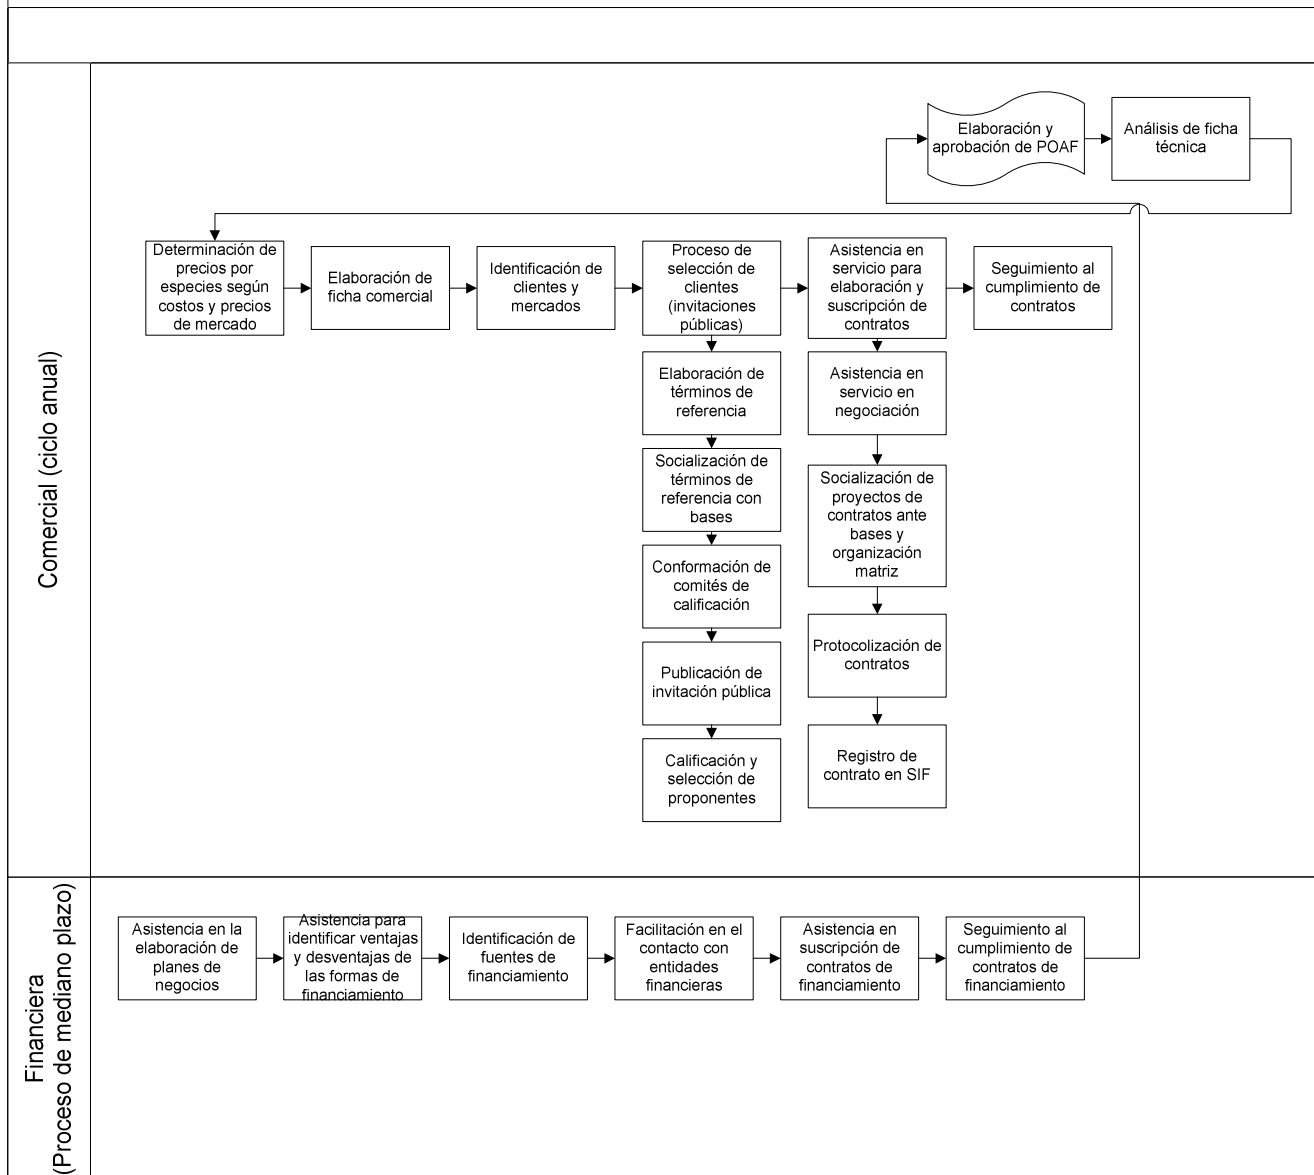 Comercial (ciclo anual)
Elaboración y
aprobación de POAF
Análisis de ficha
técnica
Determinación de
precios por
especies según
costos y precios
de mercado
Elaboración de
ficha comercial
Identificación de
clientes y
mercados
Proceso de
selección de
clientes
(invitaciones
públicas)
Asistencia en
servicio para
elaboración y
suscripción de
contratos
Seguimiento al
cumplimiento de
contratos
Elaboración de
términos de
referencia
Socialización de
términos de
referencia con
bases
Conformación de
comités de
calificación
Publicación de
invitación pública
Calificación y
selección de
proponentes
Asistencia en
servicio en
negociación
Socialización de
proyectos de
contratos ante
bases y
organización
matriz
Protocolización de
contratos
Registro de
contrato en SIF
Financiera
(Proceso de mediano plazo)
Asistencia en la
elaboración de
planes de
negocios
Asistencia para
identificar ventajas
y desventajas de
las formas de
financiamiento
Identificación de
fuentes de
financiamiento
Facilitación en el
contacto con
entidades
financieras
Asistencia en
suscripción de
contratos de
financiamiento
Seguimiento al
cumplimiento de
contratos de
financiamiento